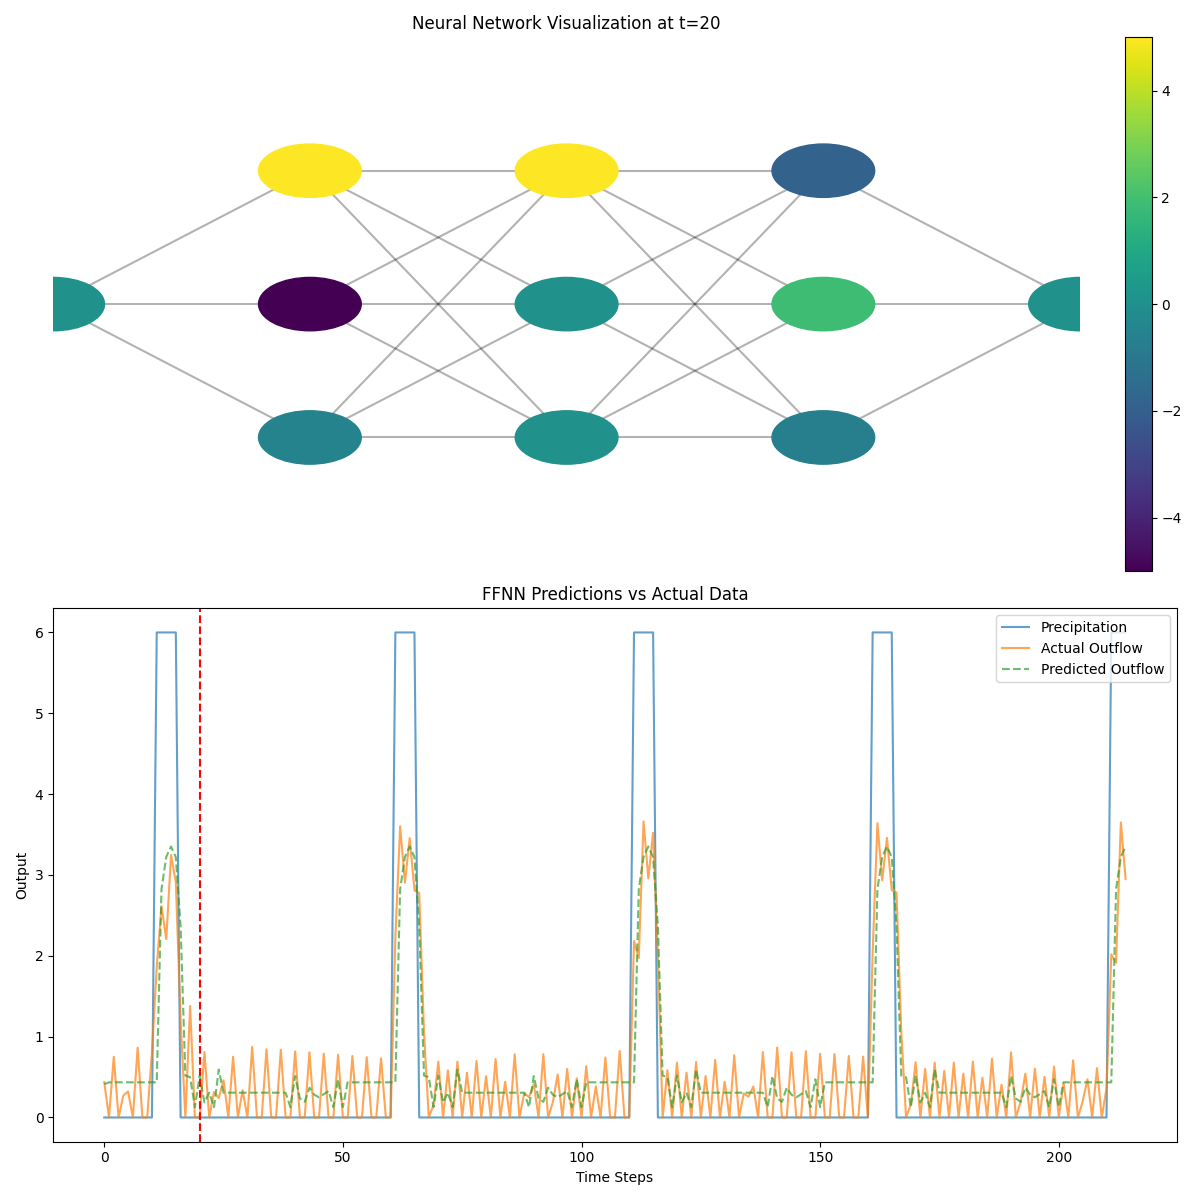 Neural Network Visualization at t=20
4
2
0
−2
−4
FFNN Predictions vs Actual Data
Precipitation
Actual Outflow
Predicted Outflow
6
5
4
3
2
1
0
Output
0
50
100
150
200
Time Steps